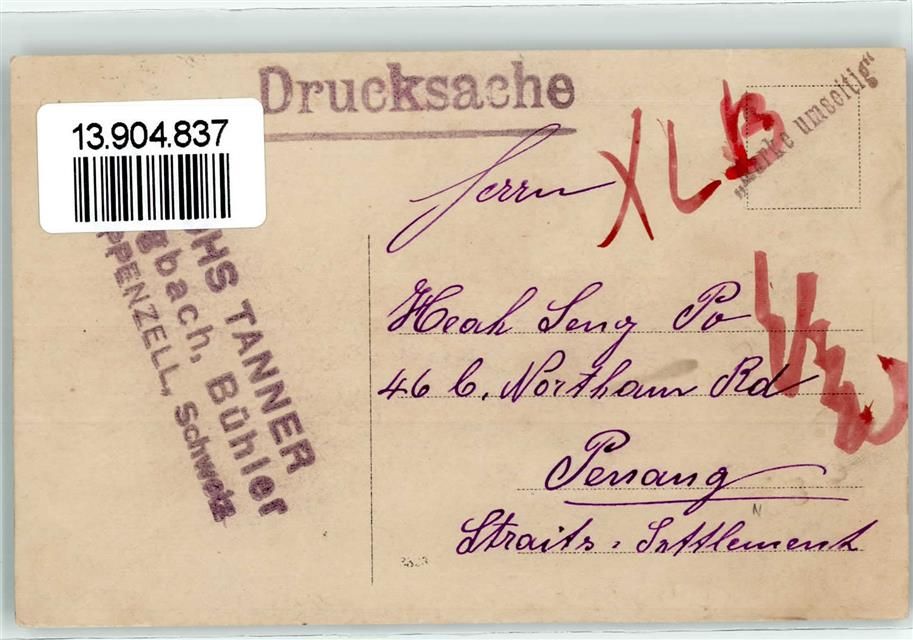 Drucksache
13.904.837
„Marke umseitig"
Herrn
XLB
HS TANNER
gbach, Bühler
PPENZELL, Schweiz
Heah Seng Po
46 C. Northam Rd
Penang
Straits-Settlement
N